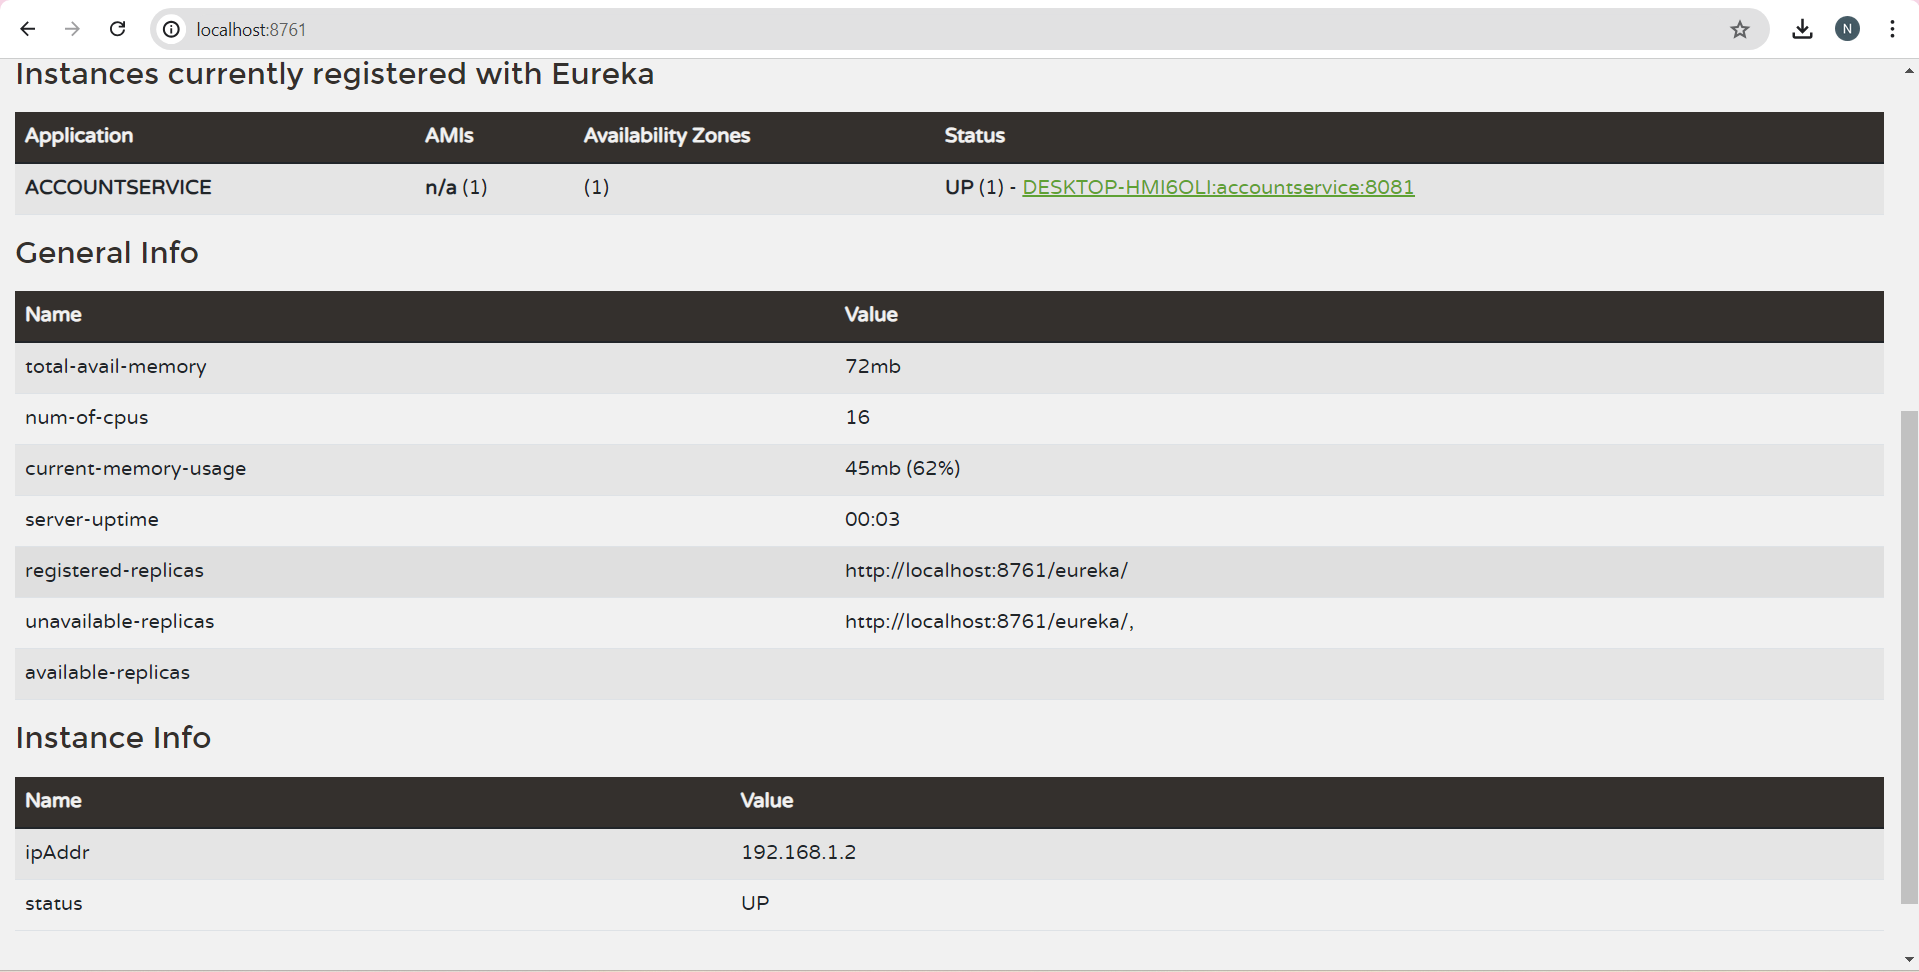 localhost:8761
N
Instances currently registered with Eureka
Application AMIs Availability Zones Status
ACCOUNTSERVICE n/a (1) (1) UP (1) - DESKTOP-HMI6OLI:accountservice:8081
General Info
Name Value
total-avail-memory 72mb
num-of-cpus 16
current-memory-usage 45mb (62%)
server-uptime 00:03
registered-replicas http://localhost:8761/eureka/
unavailable-replicas http://localhost:8761/eureka/,
available-replicas
Instance Info
Name Value
ipAddr 192.168.1.2
status UP